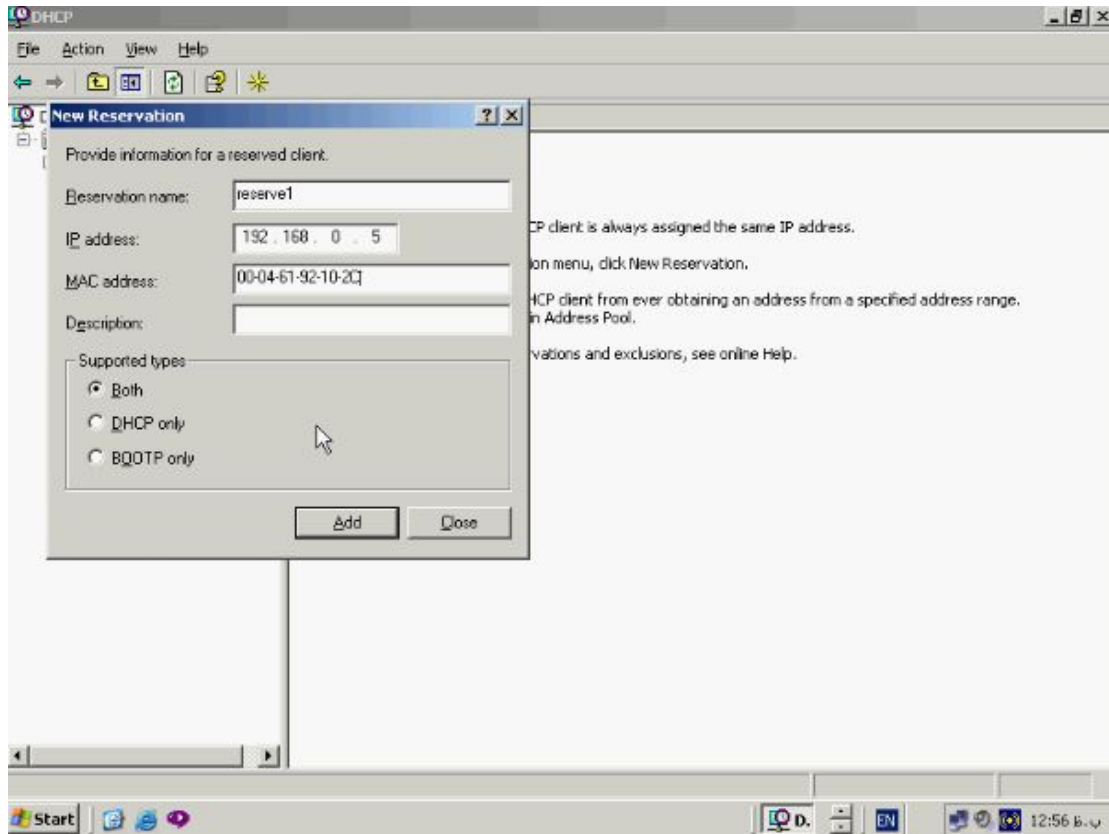 DHCP
File Action View Help
New Reservation
Provide information for a reserved client.
Reservation name: reserve1
IP address: 192 . 168 . 0 . 5
MAC address: 00-04-61-92-10-2C
Description:
Supported types
Both
DHCP only
BOOTP only
Add Close
CP client is always assigned the same IP address.
ion menu, click New Reservation.
HCP client from ever obtaining an address from a specified address range.
in Address Pool.
vations and exclusions, see online Help.
Start D. EN 12:56 ب.ظ